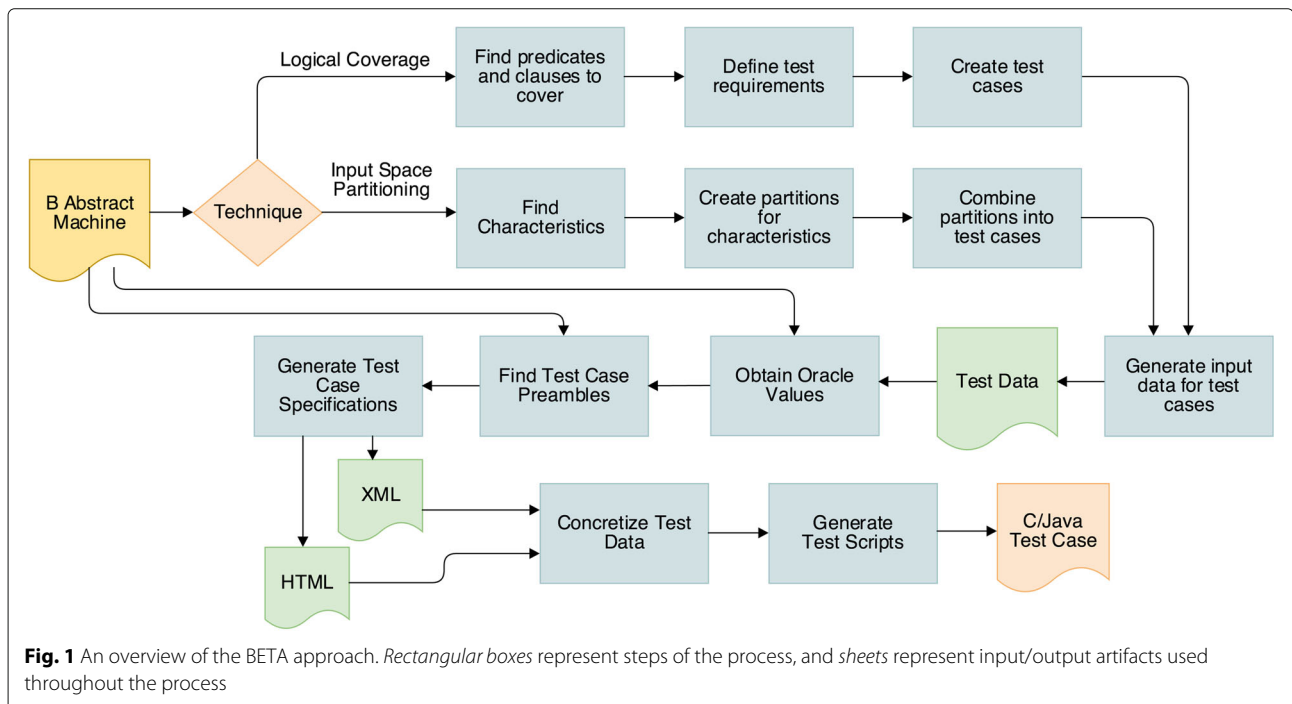 Logical Coverage
Find predicates
and clauses to
cover
Define test
requirements
Create test
cases
B Abstract
Machine
Technique
Input Space
Partitioning
Find
Characteristics
Create partitions
for
characteristics
Combine
partitions into
test cases
Generate Test
Case
Specifications
Find Test Case
Preambles
Obtain Oracle
Values
Test Data
Generate input
data for test
cases
XML
HTML
Concretize Test
Data
Generate
Test Scripts
C/Java
Test Case
Fig. 1 An overview of the BETA approach. Rectangular boxes represent steps of the process, and sheets represent input/output artifacts used
throughout the process